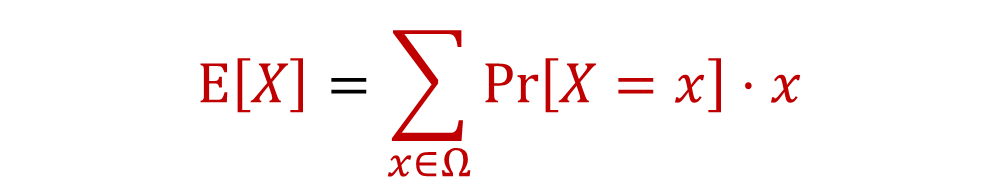 E[X] = ∑ Pr[X = x] · x
x∈Ω